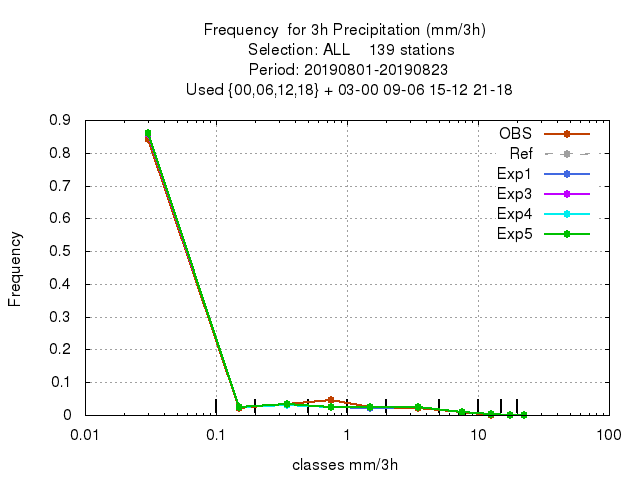 Frequency  for 3h Precipitation (mm/3h)
Selection: ALL    139 stations
Period: 20190801-20190823
Used {00,06,12,18} + 03-00 09-06 15-12 21-18
OBS
Ref
Exp1
Exp3
Exp4
Exp5
0.9
0.8
0.7
0.6
0.5
0.4
0.3
0.2
0.1
0
Frequency
0.01 0.1 1 10 100
classes mm/3h